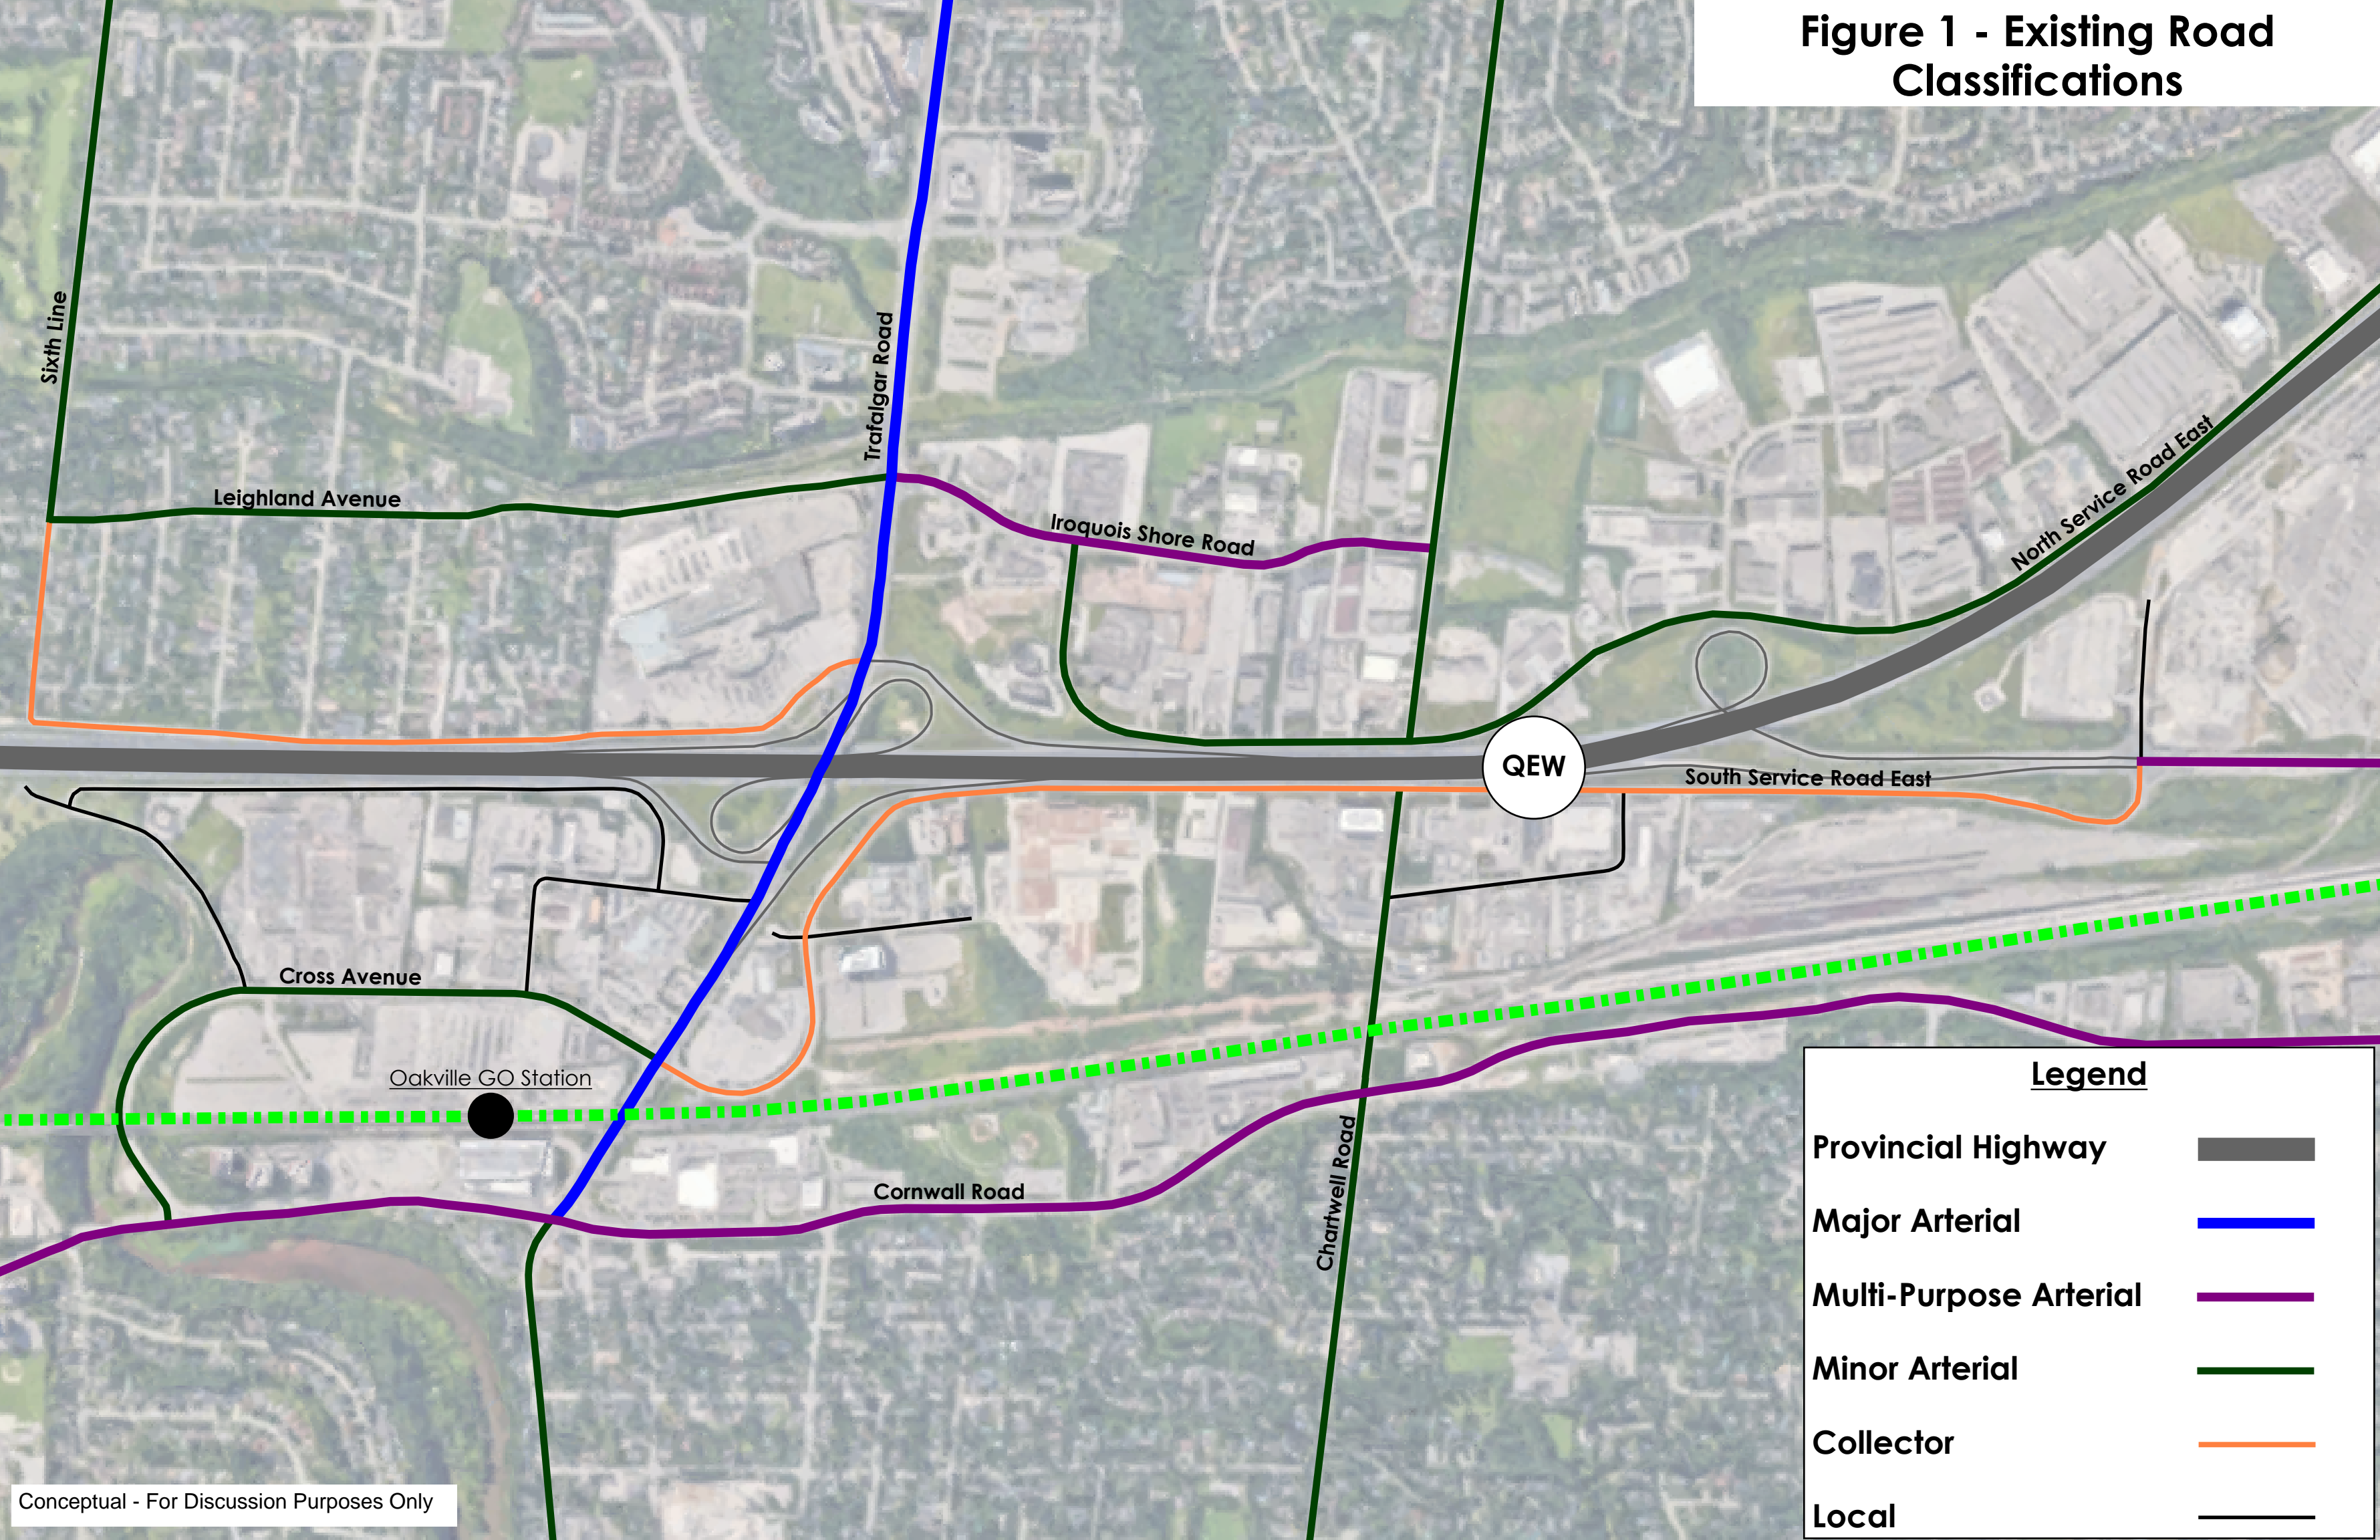 Figure 1 - Existing Road
Classifications
Sixth Line
Trafalgar Road
Leighland Avenue
Iroquois Shore Road
North Service Road East
QEW
South Service Road East
Cross Avenue
Oakville GO Station
Cornwall Road
Chartwell Road
Legend
Provincial Highway
Major Arterial
Multi-Purpose Arterial
Minor Arterial
Collector
Local
Conceptual - For Discussion Purposes Only